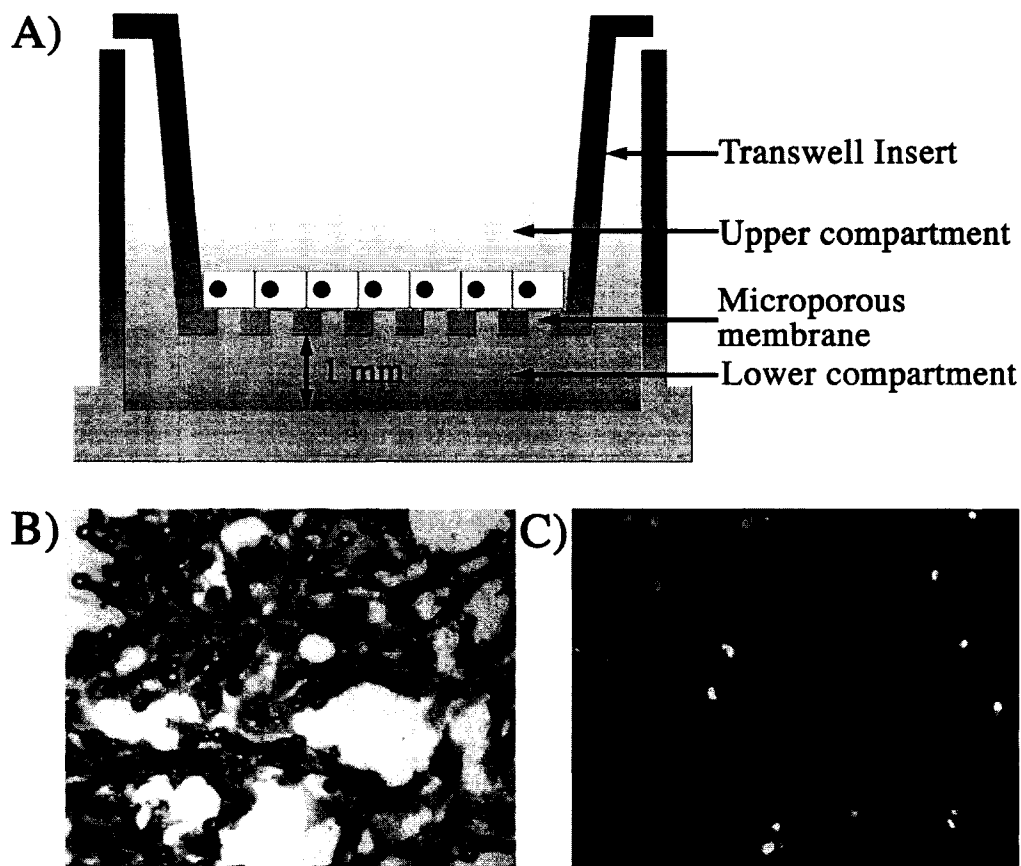 A)
Transwell Insert
Upper compartment
Microporous
membrane
1 mm
Lower compartment
B)
C)